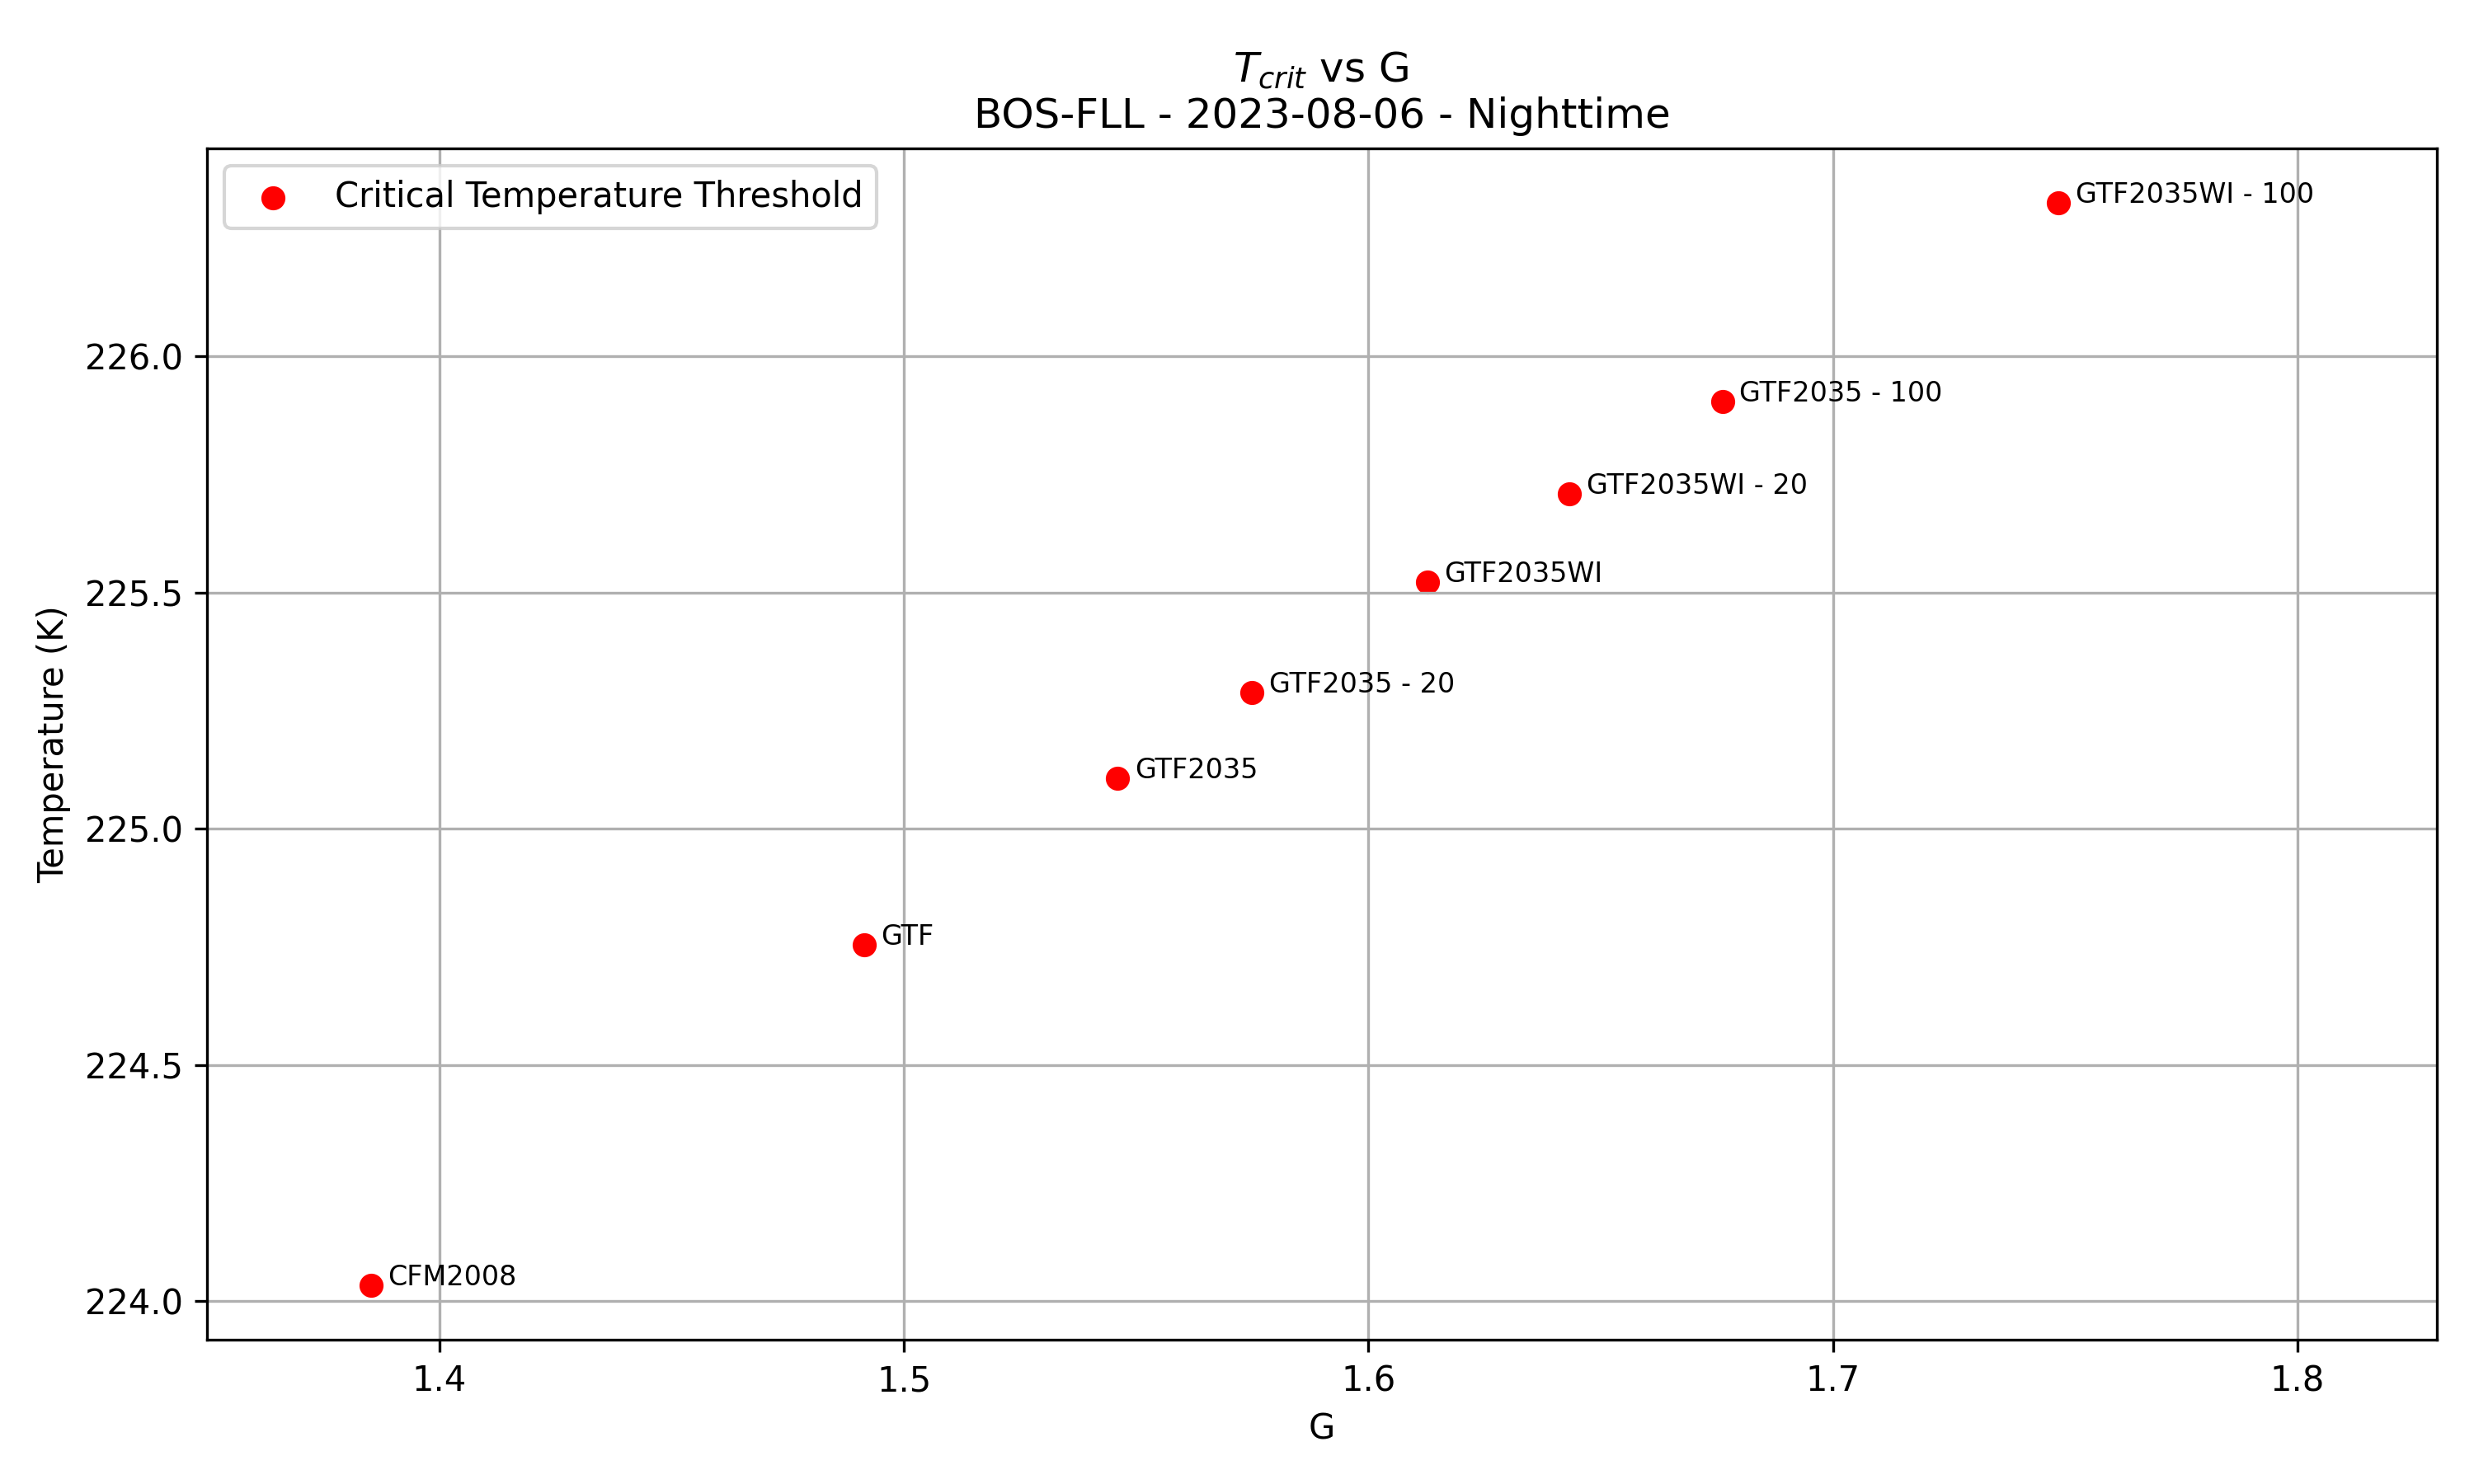 T_crit vs G
BOS-FLL - 2023-08-06 - Nighttime
Critical Temperature Threshold
GTF2035WI - 100
226.0
GTF2035 - 100
GTF2035WI - 20
GTF2035WI
225.5
GTF2035 - 20
GTF2035
225.0
Temperature (K)
GTF
224.5
CFM2008
224.0
1.4 1.5 1.6 1.7 1.8
G